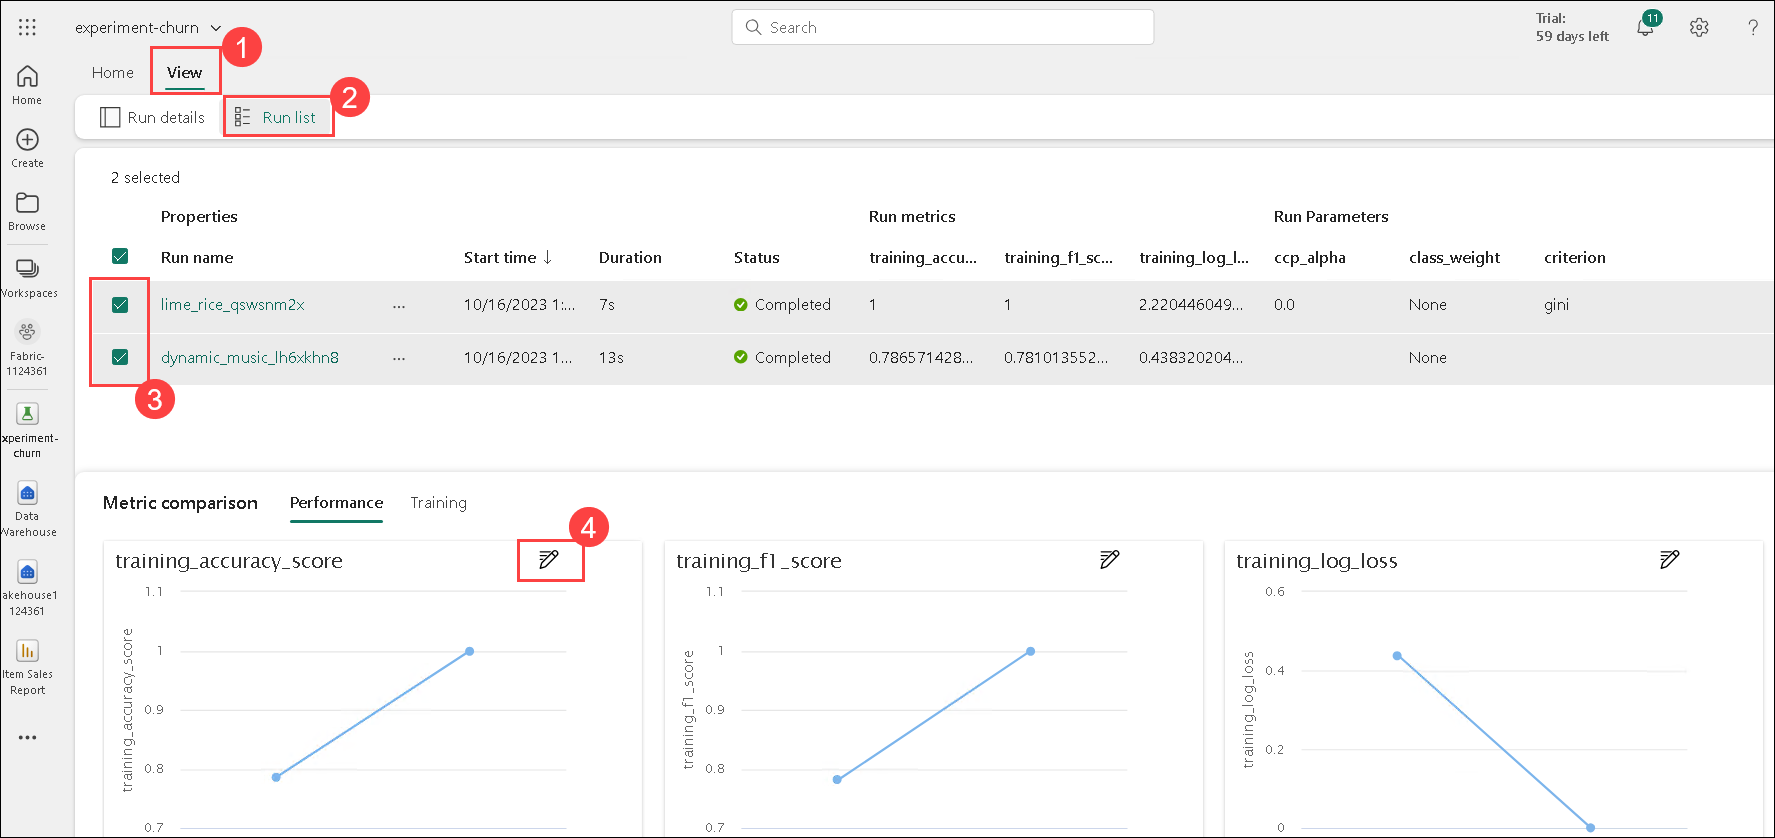 experiment-churn
Search
Trial:
59 days left
11
?
1
Home
View
2
Run details
Run list
Home
Create
Browse
Workspaces
Fabric-
1124361
xperiment-
churn
Data
Warehouse
akehouse1
124361
Item Sales
Report
2 selected
Properties
Run metrics
Run Parameters
Run name
Start time ↓
Duration
Status
training_accu...
training_f1_sc...
training_log_l...
ccp_alpha
class_weight
criterion
lime_rice_qswsnm2x
...
10/16/2023 1:...
7s
Completed
1
1
2.220446049...
0.0
None
gini
dynamic_music_lh6xkhn8
...
10/16/2023 1...
13s
Completed
0.786571428...
0.781013552...
0.438320204...
None
3
Metric comparison
Performance
Training
4
training_accuracy_score
1.1
1
0.9
0.8
0.7
training_accuracy_score
training_f1_score
1.1
1
0.9
0.8
0.7
training_f1_score
training_log_loss
0.6
0.4
0.2
0
training_log_loss